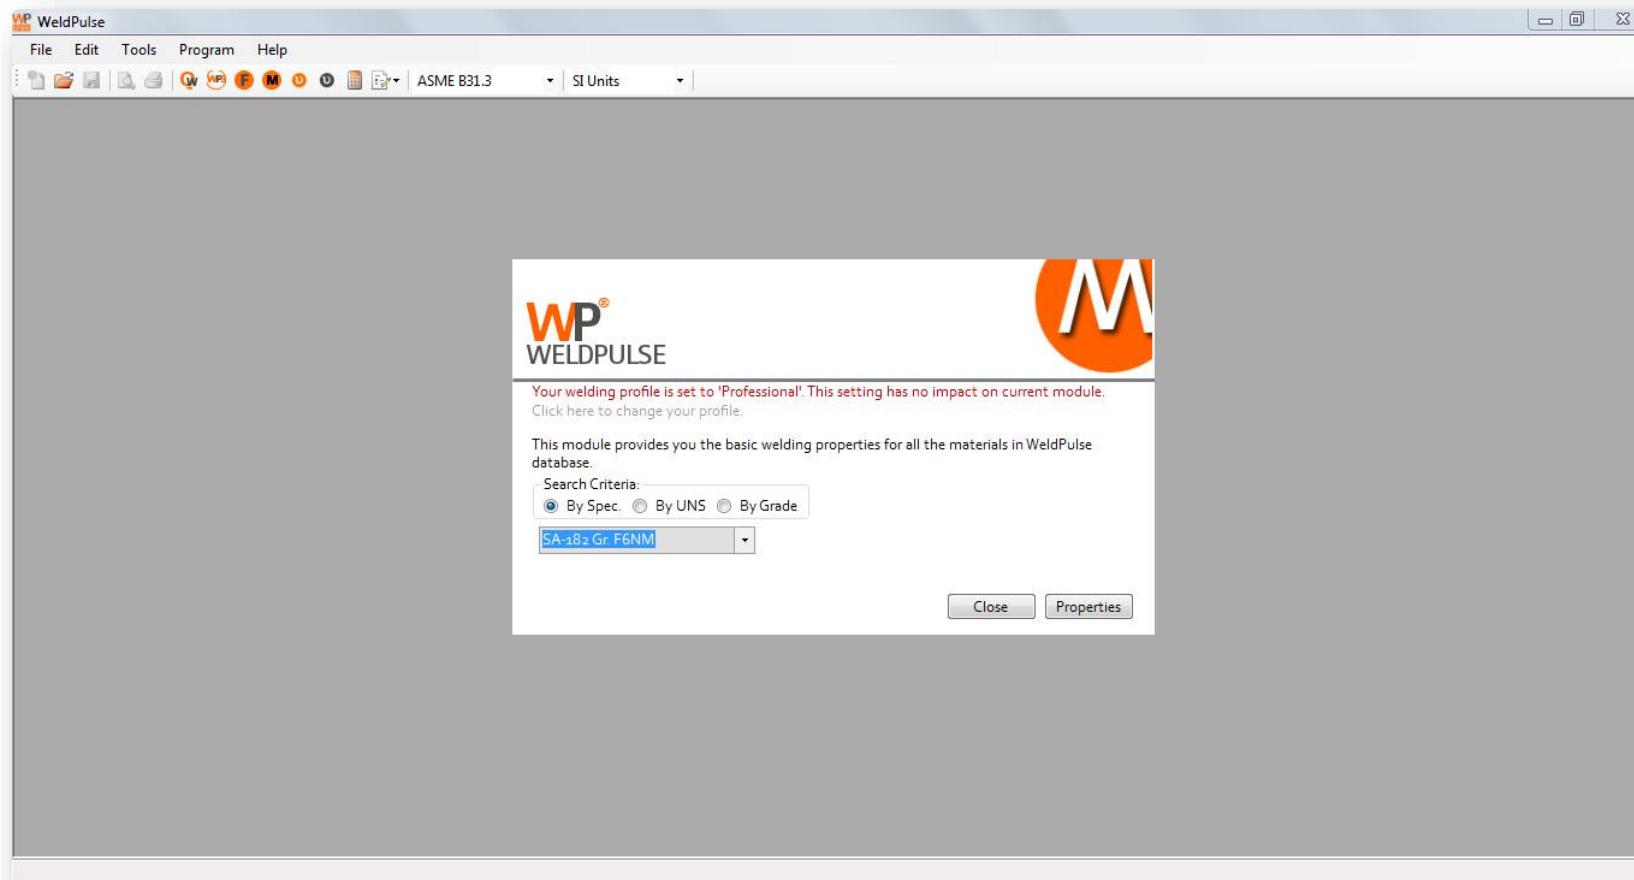 WP WeldPulse
File Edit Tools Program Help
QW WPS F M ASME B31.3 SI Units
M
WP®
WELDPULSE
Your welding profile is set to 'Professional'. This setting has no impact on current module.
Click here to change your profile.
This module provides you the basic welding properties for all the materials in WeldPulse
database.
Search Criteria:
By Spec. By UNS By Grade
SA-182 Gr. F6NM
Close Properties